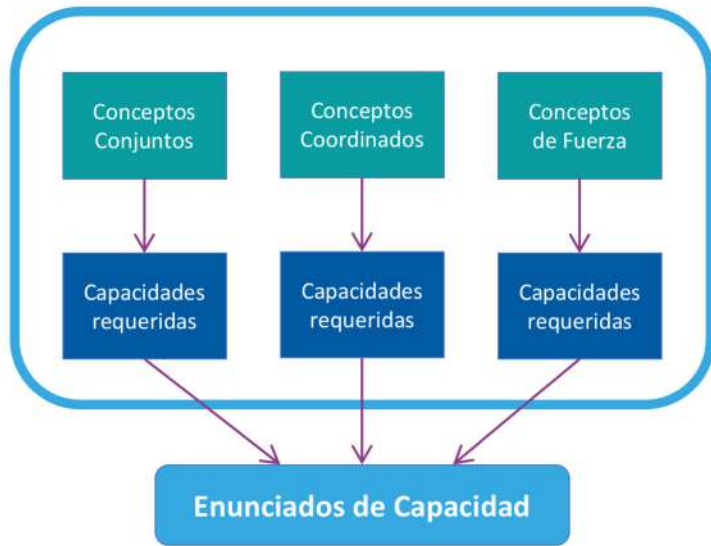 Conceptos
Conjuntos
Conceptos
Coordinados
Conceptos
de Fuerza
Capacidades
requeridas
Capacidades
requeridas
Capacidades
requeridas
Enunciados de Capacidad